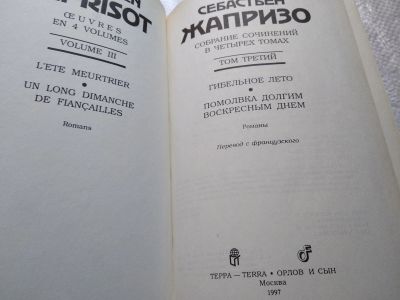 PRISOT
ŒUVRES
EN 4 VOLUMES
VOLUME III
L'ETE MEURTRIER
UN LONG DIMANCHE
DE FIANÇAILLES
Romans
СЕБАСТЬЕН
ЖАПРИЗО
СОБРАНИЕ СОЧИНЕНИЙ
В ЧЕТЫРЕХ ТОМАХ
ТОМ ТРЕТИЙ
ГИБЕЛЬНОЕ ЛЕТО
ПОМОЛВКА ДОЛГИМ
ВОСКРЕСНЫМ ДНЕМ
Романы
Перевод с французского
ТЕРРА — TERRA • ОРЛОВ И СЫН
Москва
1997